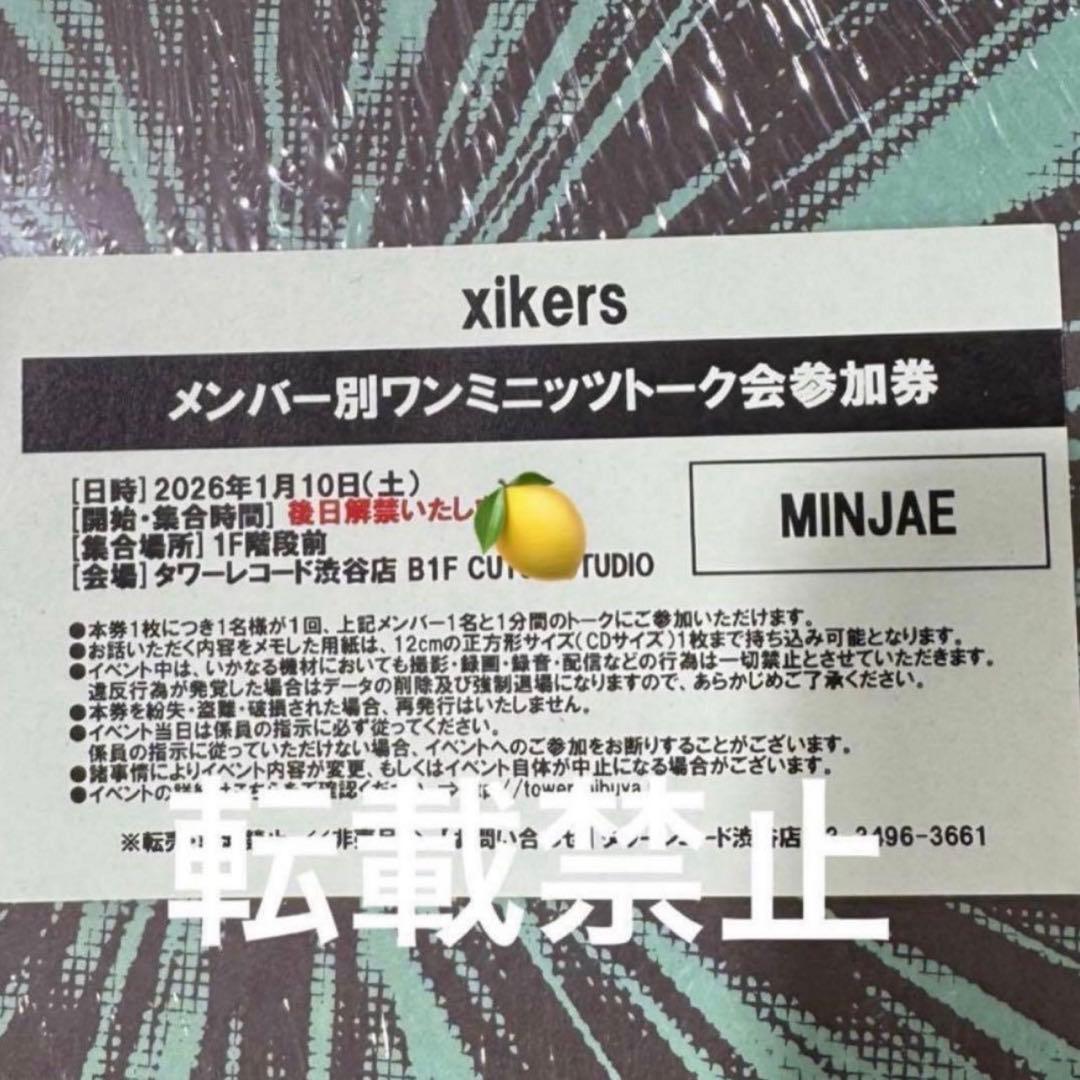 xikers
メンバー別ワンミニッツトーク会参加券
[日時] 2026年1月10日(土)
[開始・集合時間] 後日解禁いたし
[集合場所] 1F階段前
[会場] タワーレコード渋谷店 B1F CUT TUDIO
MINJAE
●本券1枚につき1名様が1回、上記メンバー1名と1分間のトークにご参加いただけます。
●お話いただく内容をメモした用紙は、12cmの正方形サイズ(CDサイズ)1枚まで持ち込み可能となります。
●イベント中は、いかなる機材においても撮影・録画・録音・配信などの行為は一切禁止とさせていただきます。
違反行為が発覚した場合はデータの削除及び強制退場になりますので、あらかじめご了承ください。
●本券を紛失・盗難・破損された場合、再発行はいたしません。
●イベント当日は係員の指示に必ず従ってください。
係員の指示に従っていただけない場合、イベントへのご参加をお断りすることがございます。
●諸事情によりイベント内容が変更、もしくはイベント自体が中止になる場合がございます。
●イベントの
※転売 タワーレコード渋谷店 3496-3661
転載禁止